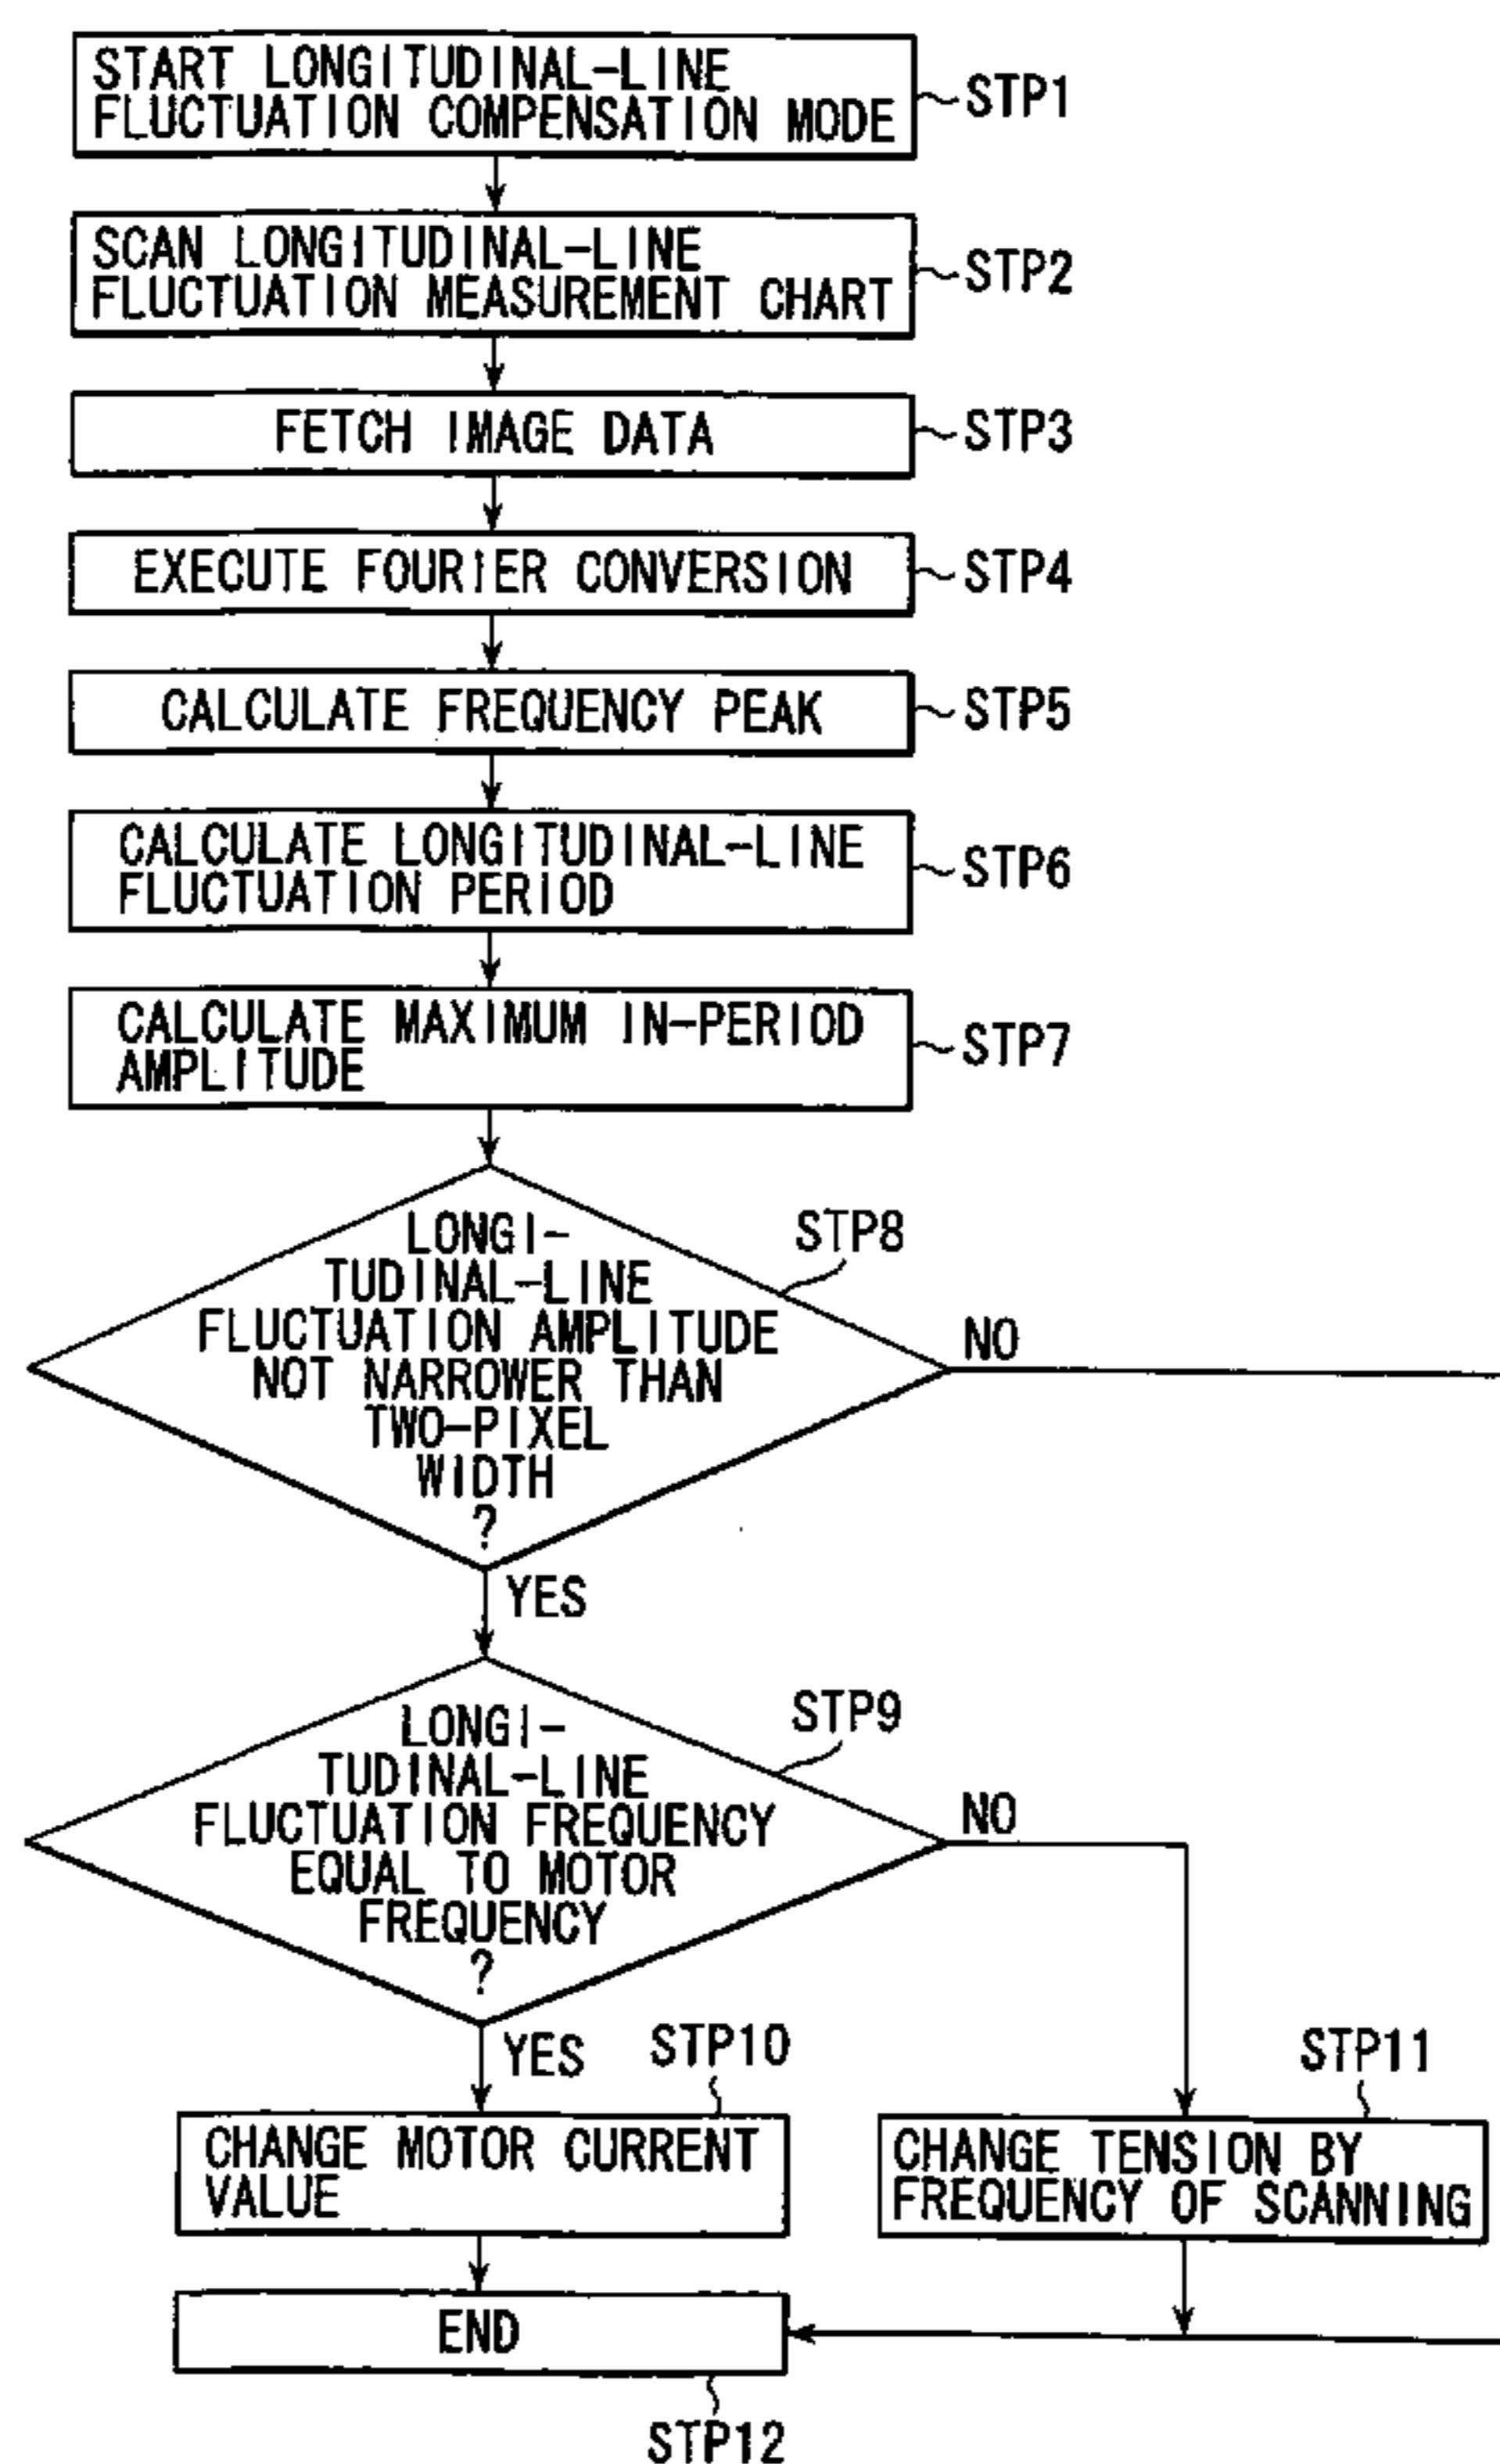 START LONGITUDINAL-LINE
FLUCTUATION COMPENSATION MODE
STP1
SCAN LONGITUDINAL-LINE
FLUCTUATION MEASUREMENT CHART
STP2
FETCH IMAGE DATA
STP3
EXECUTE FOURIER CONVERSION
STP4
CALCULATE FREQUENCY PEAK
STP5
CALCULATE LONGITUDINAL-LINE
FLUCTUATION PERIOD
STP6
CALCULATE MAXIMUM IN-PERIOD
AMPLITUDE
STP7
LONGI-
TUDINAL-LINE
FLUCTUATION AMPLITUDE
NOT NARROWER THAN
TWO-PIXEL
WIDTH
?
STP8
NO
YES
LONGI-
TUDINAL-LINE
FLUCTUATION FREQUENCY
EQUAL TO MOTOR
FREQUENCY
?
STP9
NO
YES
STP10
CHANGE MOTOR CURRENT
VALUE
STP11
CHANGE TENSION BY
FREQUENCY OF SCANNING
END
STP12